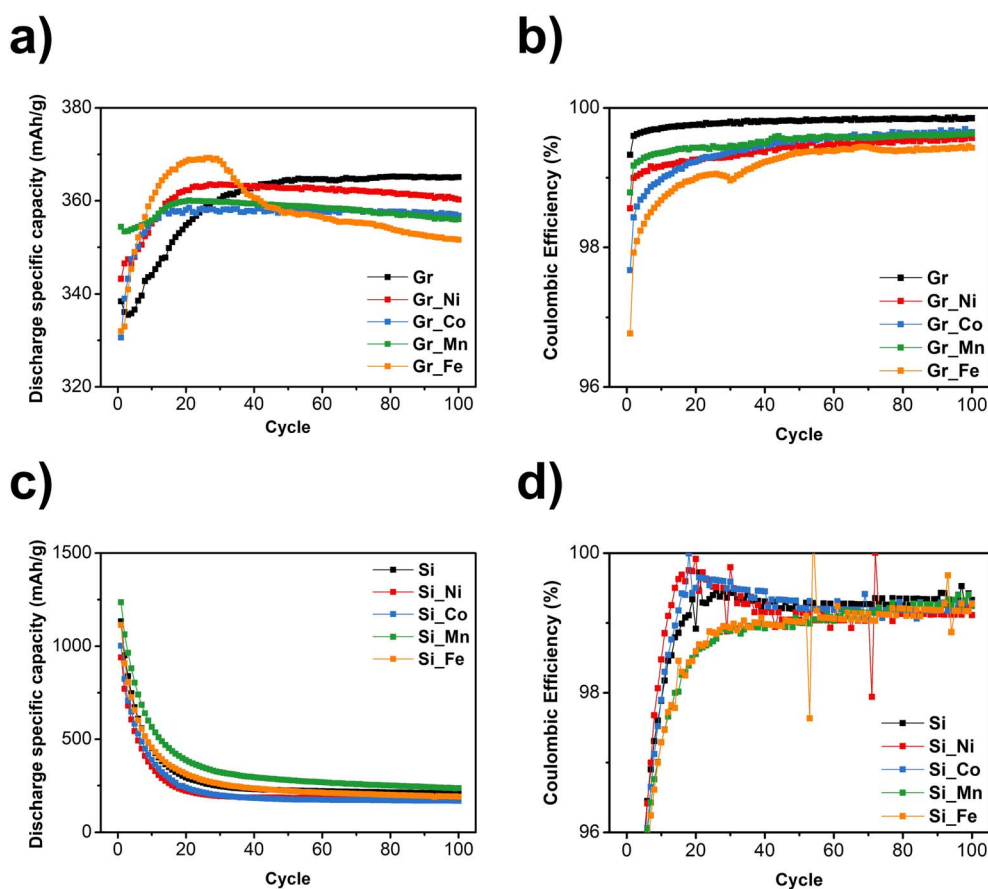 a)
Discharge specific capacity (mAh/g)
380
360
340
320
0 20 40 60 80 100
Cycle
Gr
Gr_Ni
Gr_Co
Gr_Mn
Gr_Fe
b)
Coulombic Efficiency (%)
100
98
96
0 20 40 60 80 100
Cycle
Gr
Gr_Ni
Gr_Co
Gr_Mn
Gr_Fe
c)
Discharge specific capacity (mAh/g)
1500
1000
500
0
0 20 40 60 80 100
Cycle
Si
Si_Ni
Si_Co
Si_Mn
Si_Fe
d)
Coulombic Efficiency (%)
100
98
96
0 20 40 60 80 100
Cycle
Si
Si_Ni
Si_Co
Si_Mn
Si_Fe